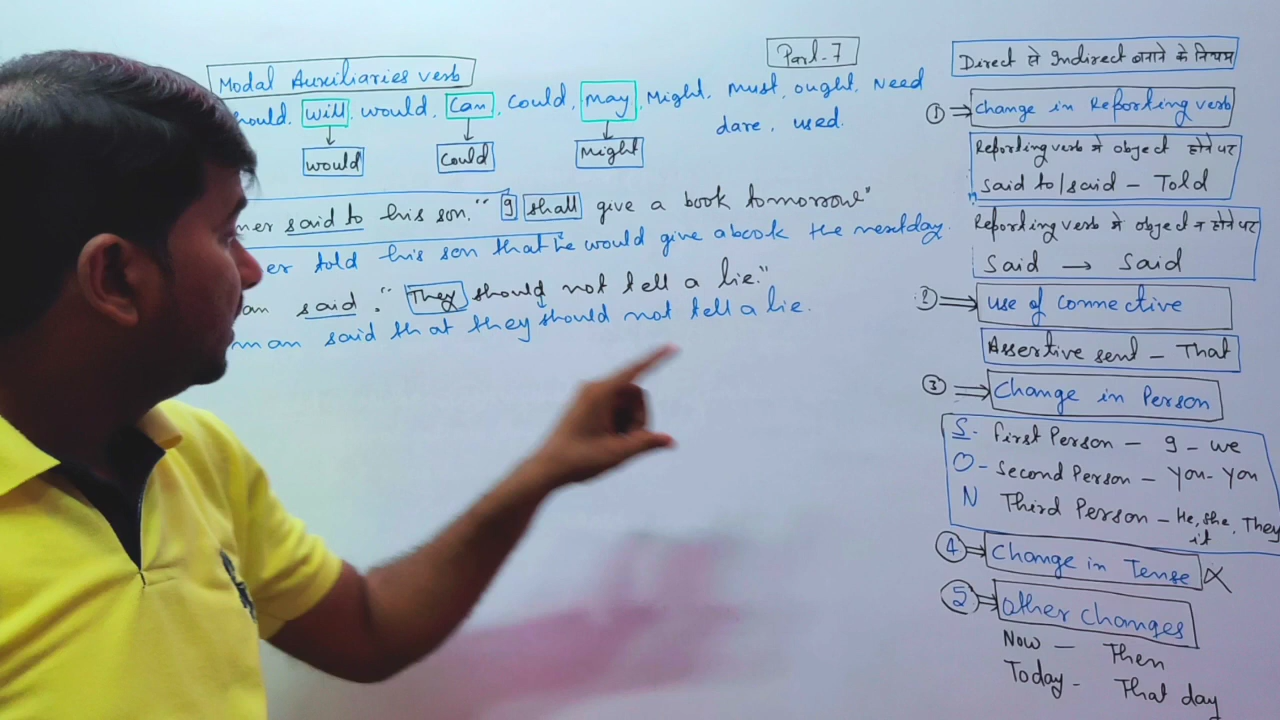 Part-7
Modal Auxiliaries verb
hould, will, would, Can, Could, may, Might, must, ought, Need
dare, used.
would Could Might
ner said to his son." I shall give a book tomorrow"
er told his son that he would give a book the next day.
an said. "They should not tell a lie."
man said that they should not tell a lie.
Direct से Indirect बनाने के नियम
① Change in Reporting verb
Reporting verb मे object होने पर
Said to/said - Told
Reporting verb मे object न होने पर
Said → Said
② use of connective
Assertive sent - That
③ Change in Person
S- First Person - I - we
O- Second Person - You- You
N Third Person - He, she, They
it
④ Change in Tense X
⑤ other changes
Now - Then
Today - That day